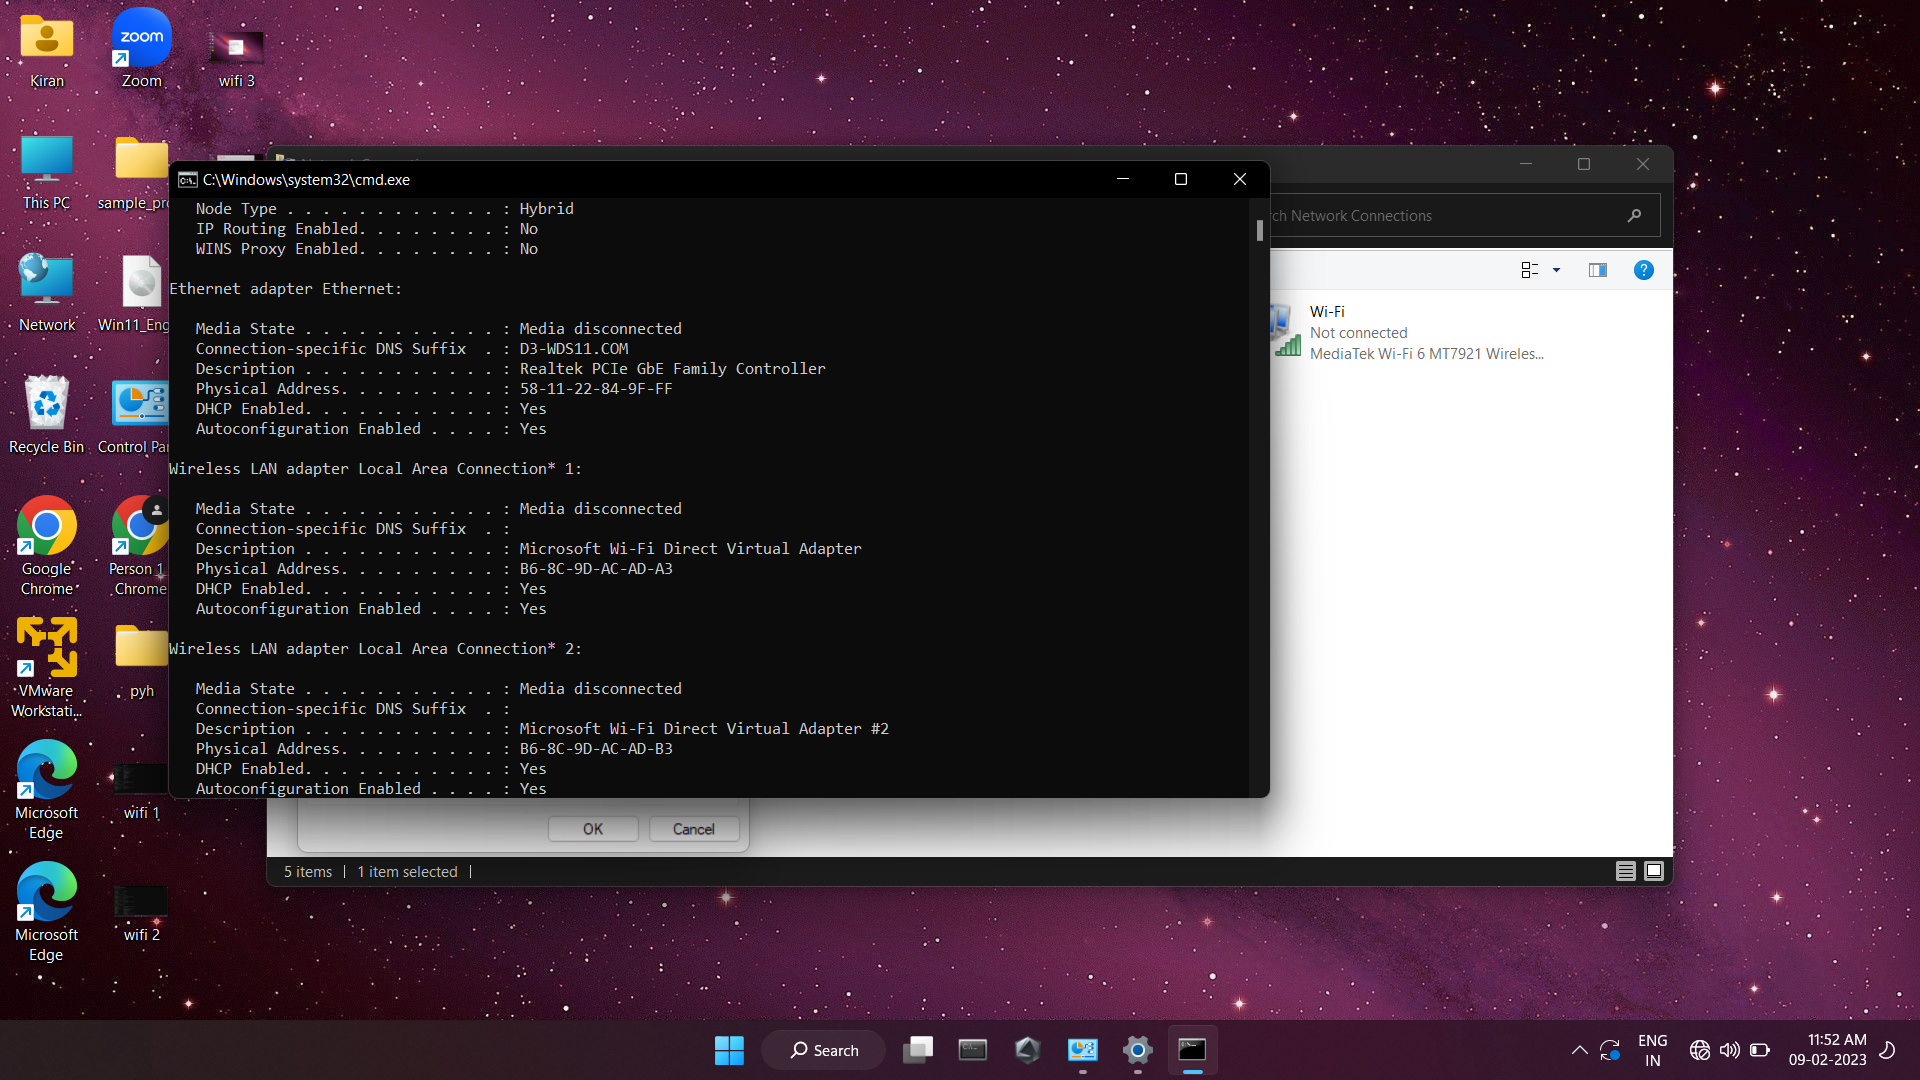 Kiran
Zoom
wifi 3
This PC
sample_pro
Network
Win11_Eng
Recycle Bin
Control Pan
Google
Chrome
Person 1
Chrome
VMware
Workstati...
pyh
Microsoft
Edge
wifi 1
Microsoft
Edge
wifi 2
zoom
C:\Windows\system32\cmd.exe
Node Type . . . . . . . . . . . . : Hybrid
IP Routing Enabled. . . . . . . . : No
WINS Proxy Enabled. . . . . . . . : No
Ethernet adapter Ethernet:
Media State . . . . . . . . . . . : Media disconnected
Connection-specific DNS Suffix  . : D3-WDS11.COM
Description . . . . . . . . . . . : Realtek PCIe GbE Family Controller
Physical Address. . . . . . . . . : 58-11-22-84-9F-FF
DHCP Enabled. . . . . . . . . . . : Yes
Autoconfiguration Enabled . . . . : Yes
Wireless LAN adapter Local Area Connection* 1:
Media State . . . . . . . . . . . : Media disconnected
Connection-specific DNS Suffix  . :
Description . . . . . . . . . . . : Microsoft Wi-Fi Direct Virtual Adapter
Physical Address. . . . . . . . . : B6-8C-9D-AC-AD-A3
DHCP Enabled. . . . . . . . . . . : Yes
Autoconfiguration Enabled . . . . : Yes
Wireless LAN adapter Local Area Connection* 2:
Media State . . . . . . . . . . . : Media disconnected
Connection-specific DNS Suffix  . :
Description . . . . . . . . . . . : Microsoft Wi-Fi Direct Virtual Adapter #2
Physical Address. . . . . . . . . : B6-8C-9D-AC-AD-B3
DHCP Enabled. . . . . . . . . . . : Yes
Autoconfiguration Enabled . . . . : Yes
ch Network Connections
Wi-Fi
Not connected
MediaTek Wi-Fi 6 MT7921 Wireles...
OK
Cancel
5 items
1 item selected
Search
ENG
IN
11:52 AM
09-02-2023